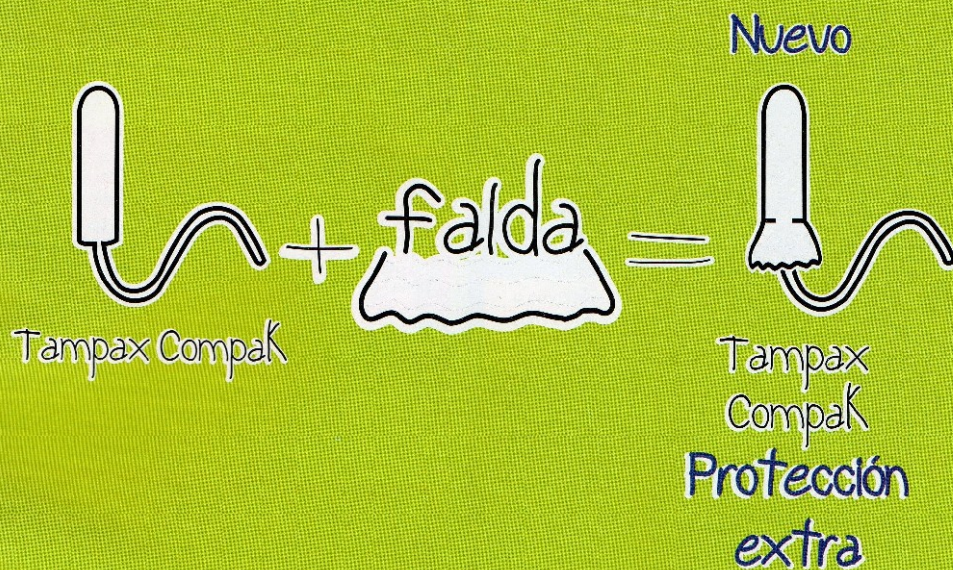 Nuevo
Tampax Compak
+ falda =
Tampax
Compak
Protección
extra